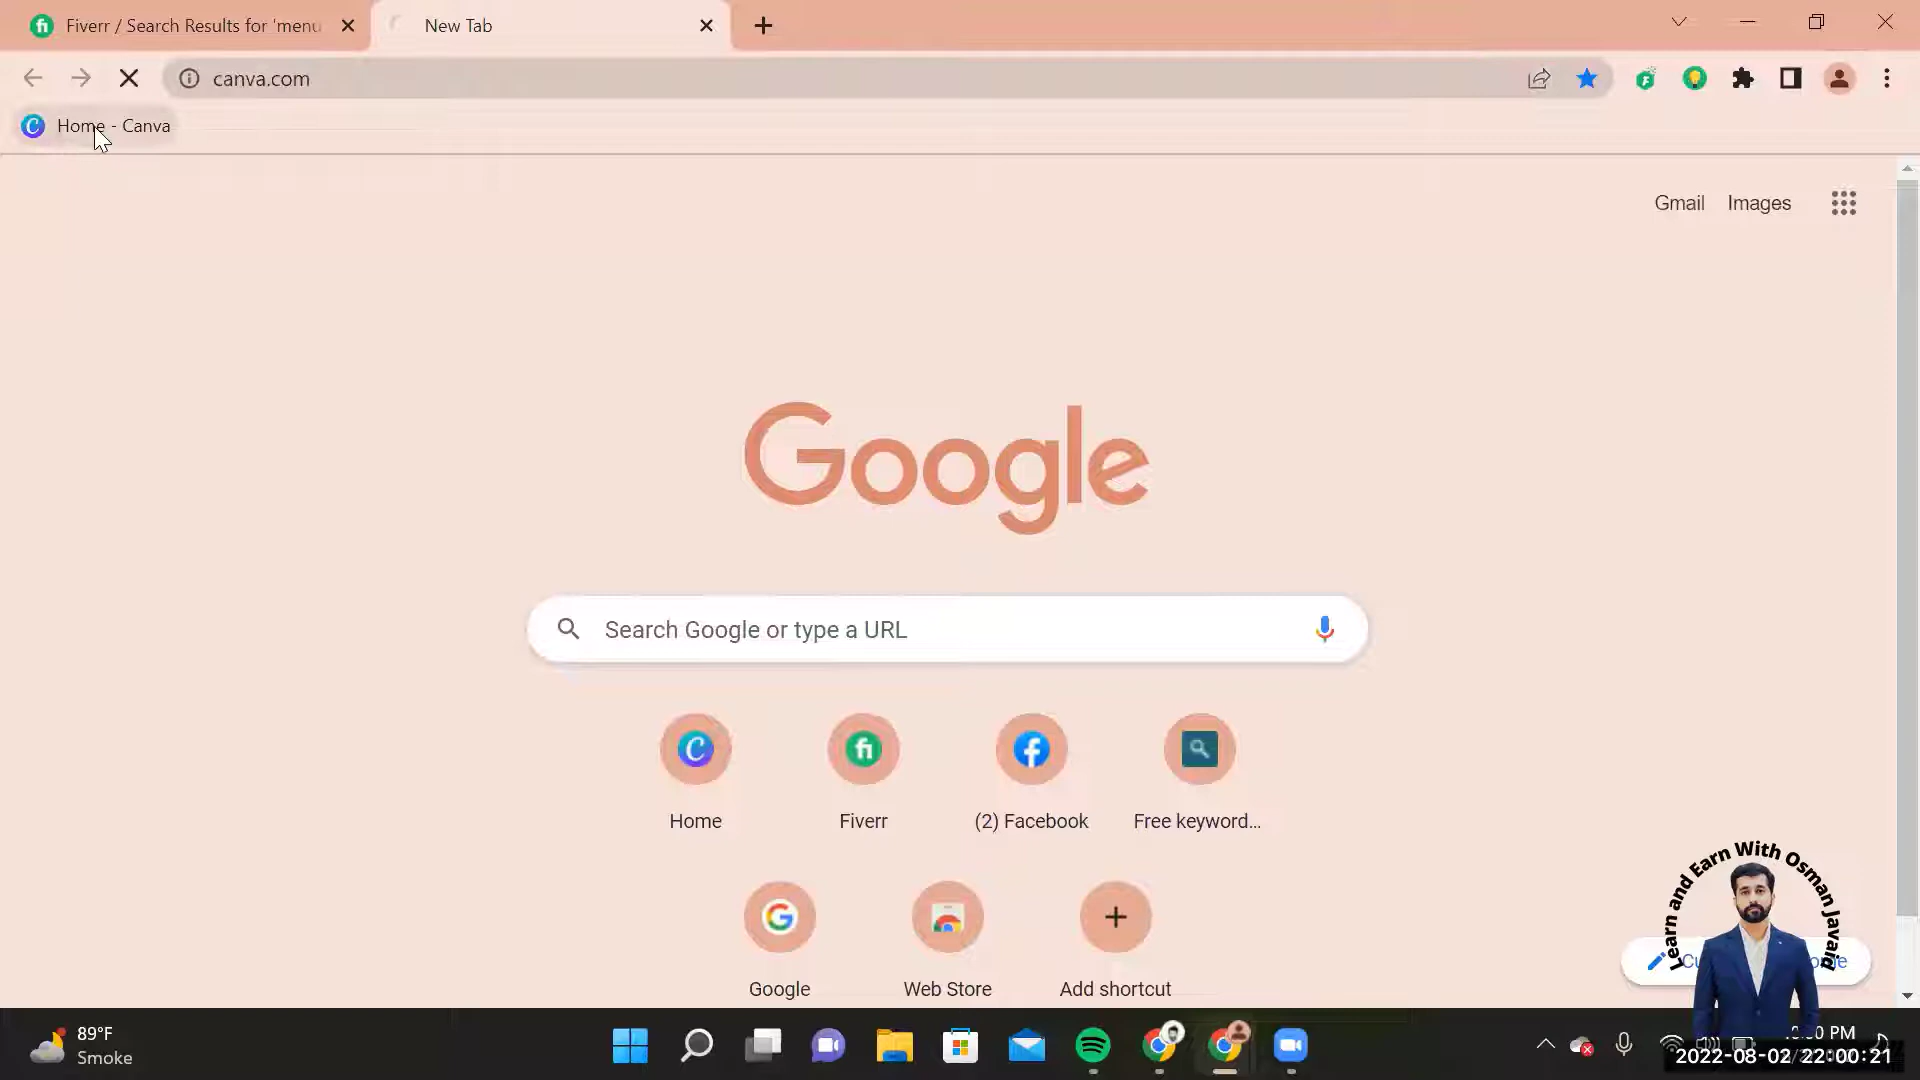 Fiverr / Search Results for 'menu
New Tab
canva.com
Home - Canva
Gmail
Images
Google
Search Google or type a URL
Home
Fiverr
(2) Facebook
Free keyword...
Google
Web Store
Add shortcut
Learn and Earn With Osman Javaid
89°F
Smoke
PM
2022-08-02 22:00:21